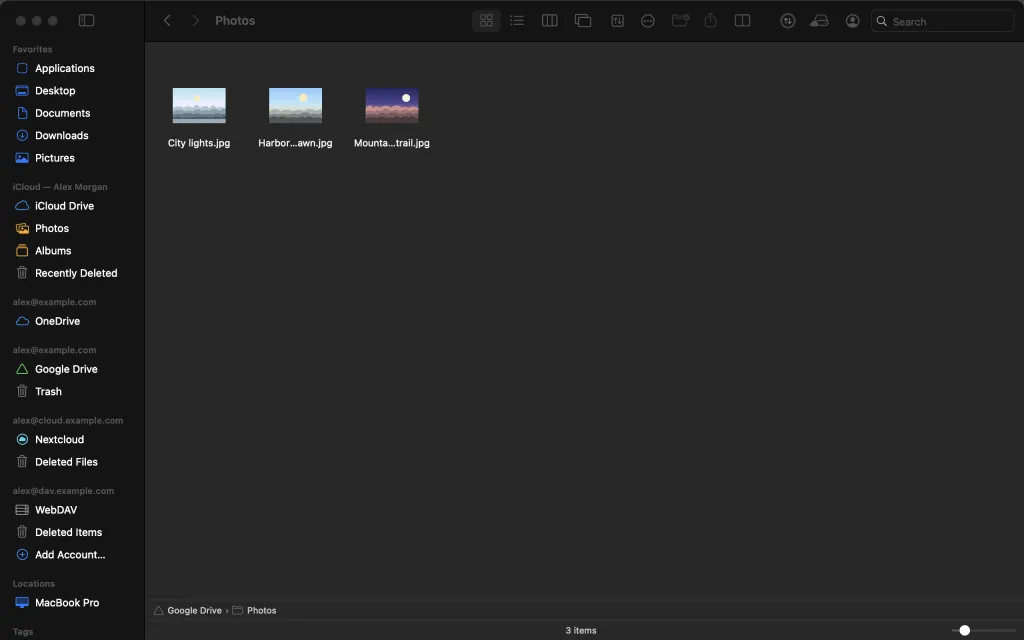 Photos
Search
Favorites
Applications
Desktop
Documents
Downloads
Pictures
iCloud — Alex Morgan
iCloud Drive
Photos
Albums
Recently Deleted
alex@example.com
OneDrive
alex@example.com
Google Drive
Trash
alex@cloud.example.com
Nextcloud
Deleted Files
alex@dav.example.com
WebDAV
Deleted Items
Add Account...
Locations
MacBook Pro
Tags
City lights.jpg
Harbor...awn.jpg
Mounta...trail.jpg
Google Drive › Photos
3 items